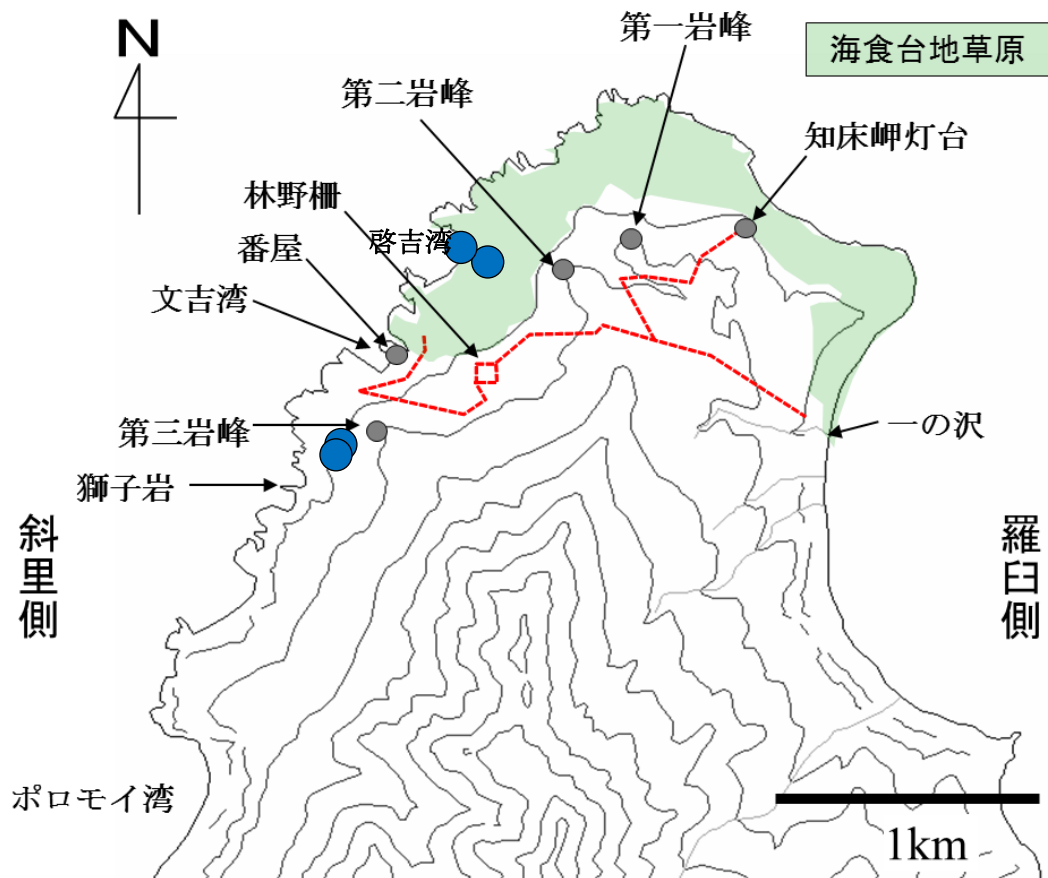 N
第一岩峰
海食台地草原
第二岩峰
知床岬灯台
林野柵
啓吉湾
番屋
文吉湾
第三岩峰
一の沢
獅子岩
斜里側
羅臼側
ポロモイ湾
1km